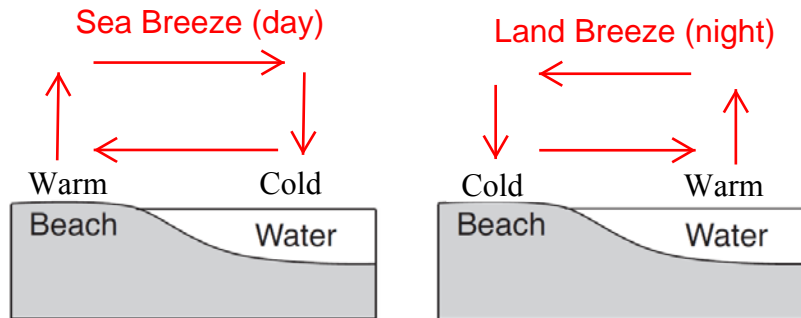 Sea Breeze (day)
Warm
Cold
Beach
Water
Land Breeze (night)
Cold
Warm
Beach
Water